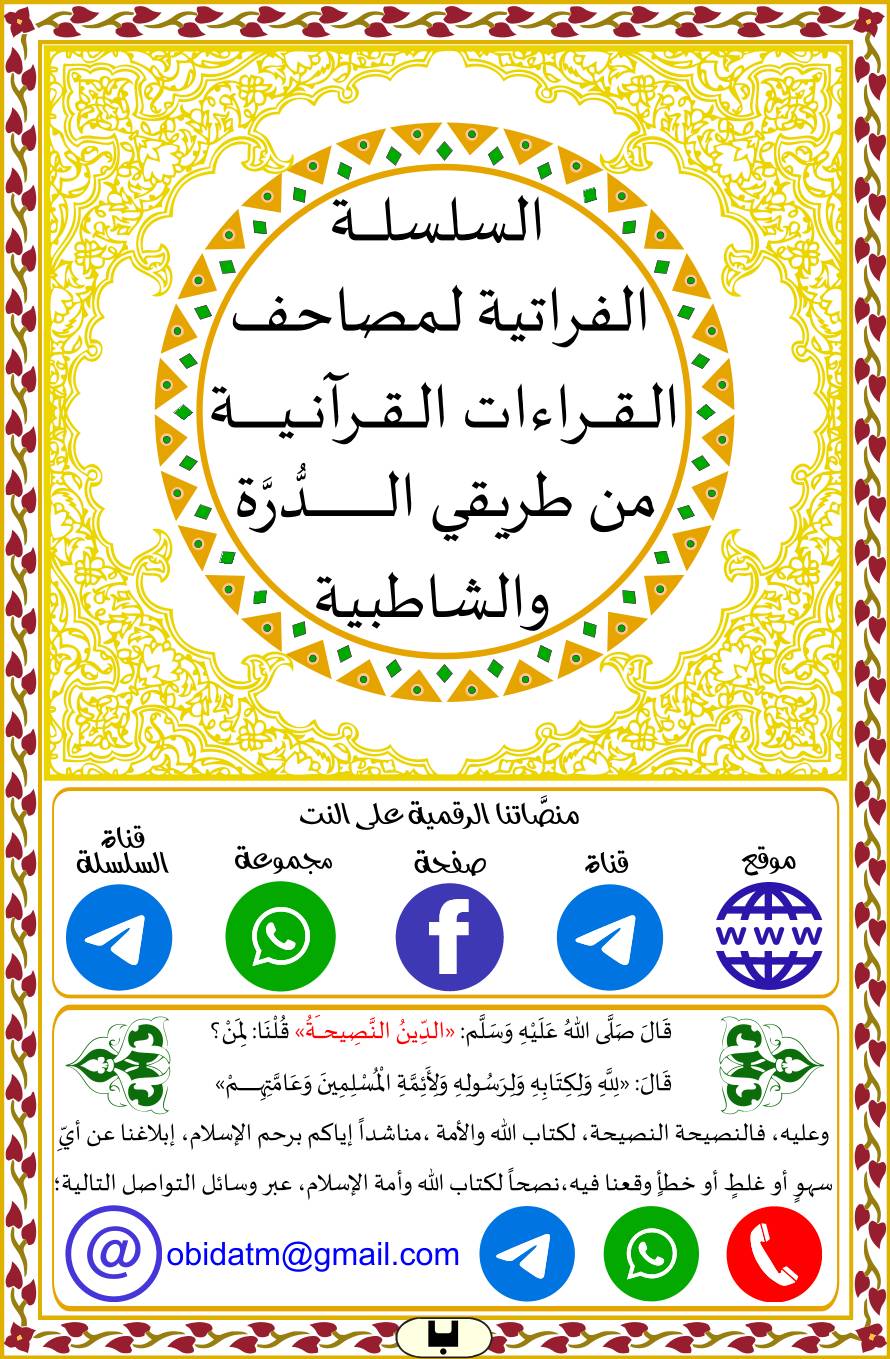 السلسلة
الفراتية لمصاحف
القراءات القرآنية
من طريقي الدُّرَّة
والشاطبية
منصَّاتنا الرقمية على النت
موقع
قناة
صفحة
مجموعة
قناة
السلسلة
www
قَالَ صَلَّى اللهُ عَلَيْهِ وَسَلَّم: «الدِّينُ النَّصِيحَةُ» قُلْنَا: لِمَنْ؟
قَالَ: «لِلَّهِ وَلِكِتَابِهِ وَلِرَسُولِهِ وَلِأَئِمَّةِ الْمُسْلِمِينَ وَعَامَّتِهِمْ»
وعليه، فالنصيحة النصيحة، لكتاب الله والأمة ،مناشداً إياكم برحم الإسلام، إبلاغنا عن أيِّ
سهوٍ أو غلطٍ أو خطأٍ وقعنا فيه،نصحاً لكتاب الله وأمة الإسلام، عبر وسائل التواصل التالية؛
obidatm@gmail.com
ب